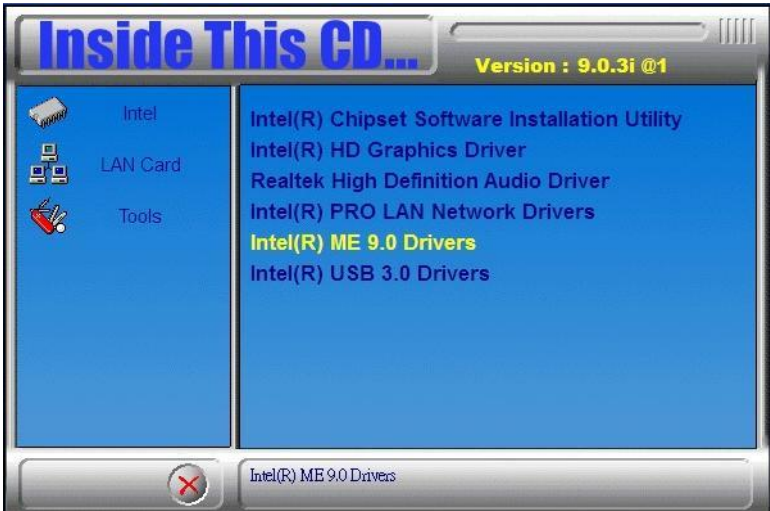 Inside This CD...
Version : 9.0.3i @1
Intel
LAN Card
Tools
Intel(R) Chipset Software Installation Utility
Intel(R) HD Graphics Driver
Realtek High Definition Audio Driver
Intel(R) PRO LAN Network Drivers
Intel(R) ME 9.0 Drivers
Intel(R) USB 3.0 Drivers
Intel(R) ME 9.0 Drivers